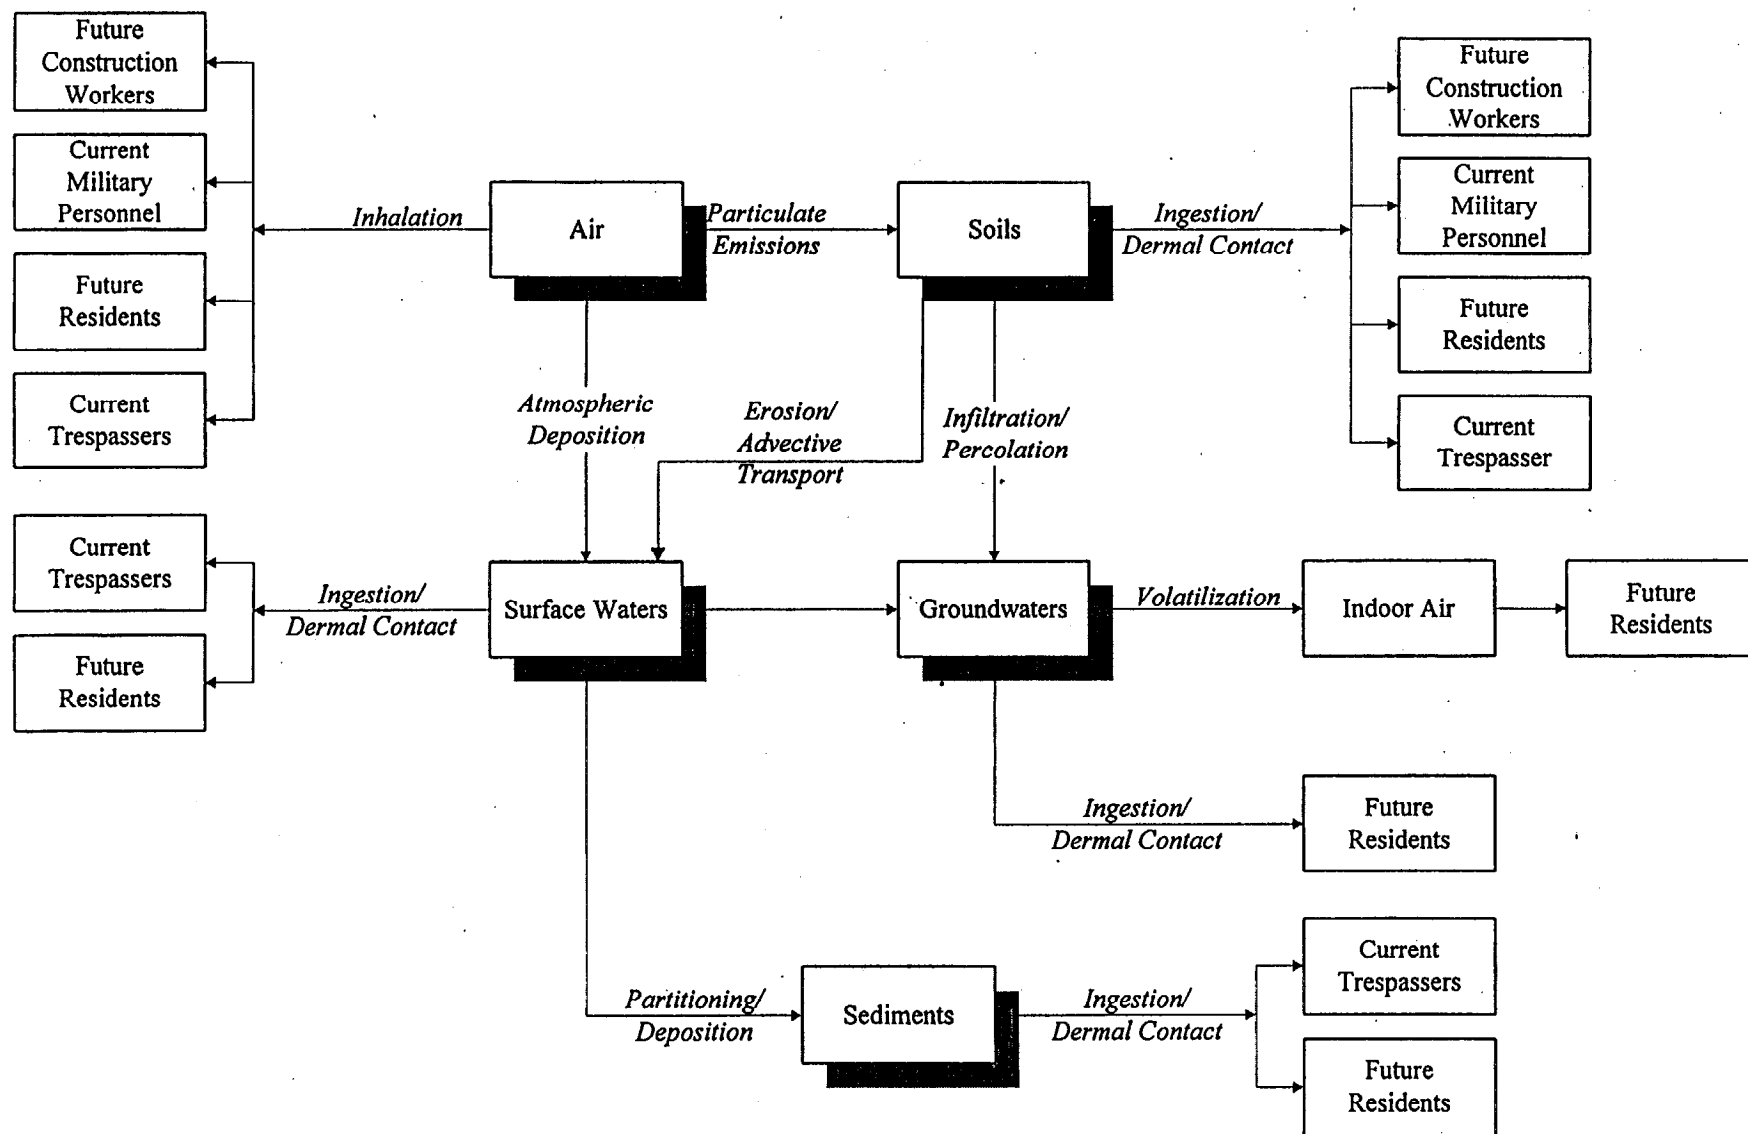 Future
Construction
Workers
Current
Military
Personnel
Future
Residents
Current
Trespassers
Inhalation
Air
Particulate
Emissions
Soils
Ingestion/
Dermal Contact
Future
Construction
Workers
Current
Military
Personnel
Future
Residents
Current
Trespasser
Atmospheric
Deposition
Erosion/
Advective
Transport
Infiltration/
Percolation
Current
Trespassers
Future
Residents
Ingestion/
Dermal Contact
Surface Waters
Groundwaters
Volatilization
Indoor Air
Future
Residents
Ingestion/
Dermal Contact
Future
Residents
Partitioning/
Deposition
Sediments
Ingestion/
Dermal Contact
Current
Trespassers
Future
Residents